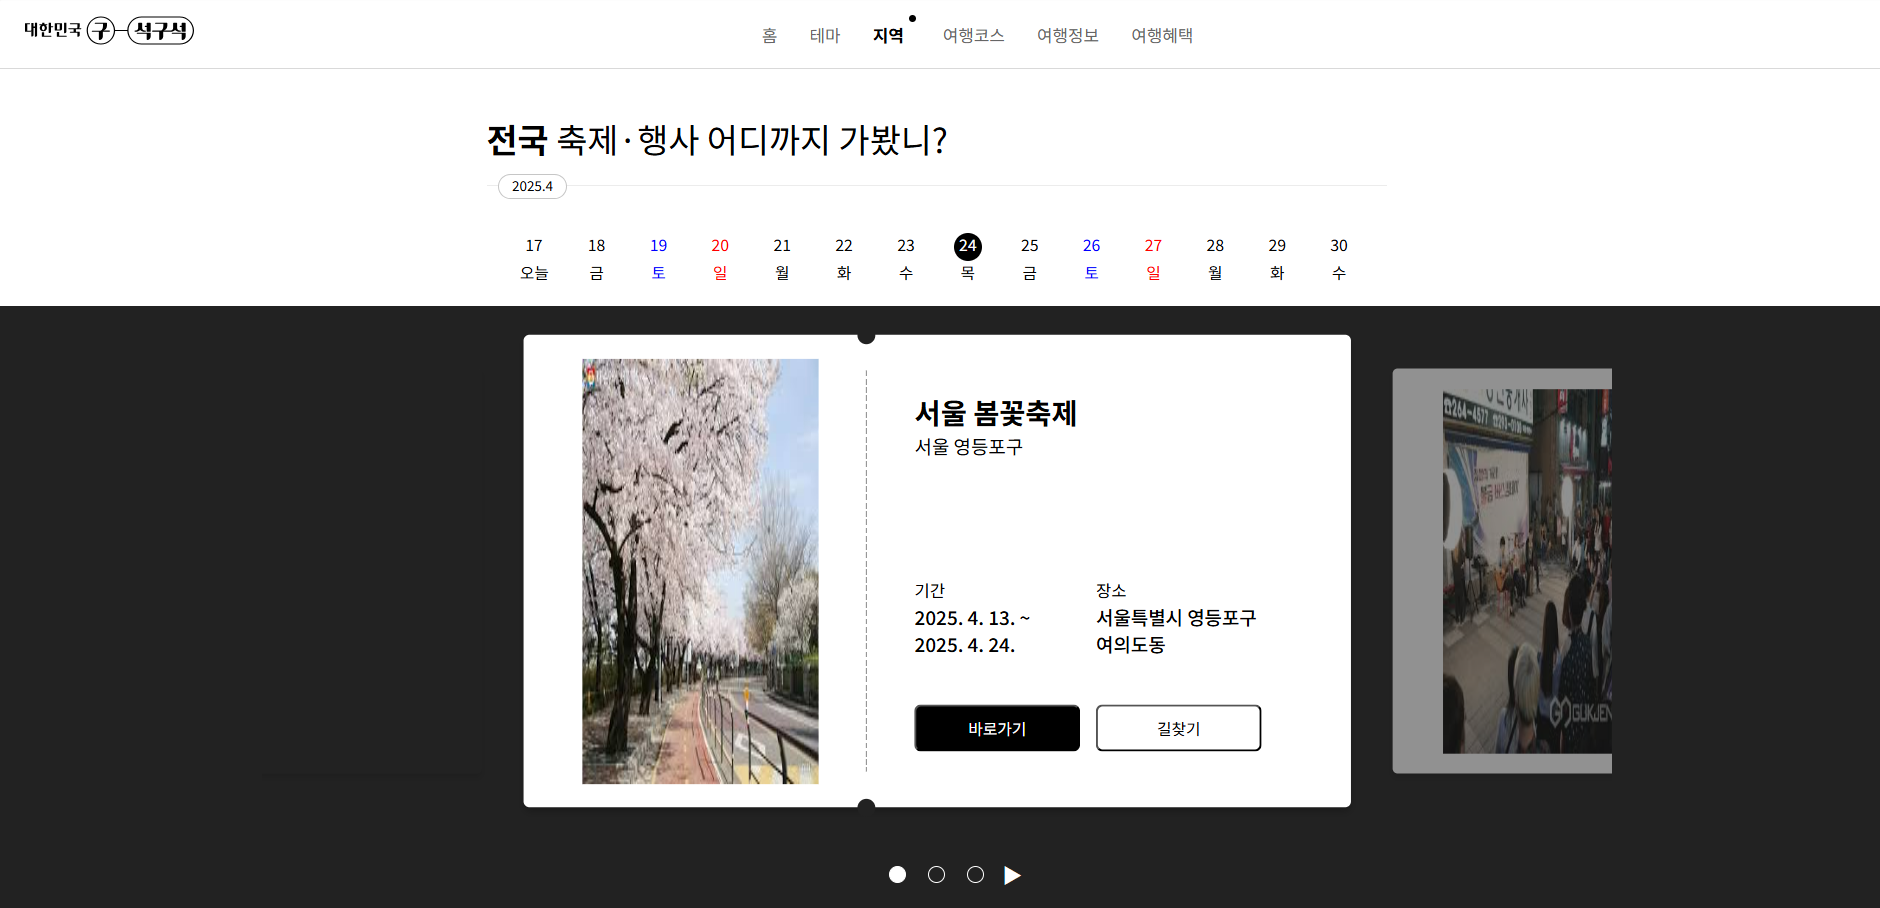 대한민국 구석구석
홈 테마 지역 여행코스 여행정보 여행혜택
전국 축제·행사 어디까지 가봤니?
2025.4
17 18 19 20 21 22 23 24 25 26 27 28 29 30
오늘 금 토 일 월 화 수 목 금 토 일 월 화 수
서울 봄꽃축제
서울 영등포구
기간
2025. 4. 13. ~
2025. 4. 24.
장소
서울특별시 영등포구
여의도동
바로가기 길찾기
☎264-4577
GUKJEN